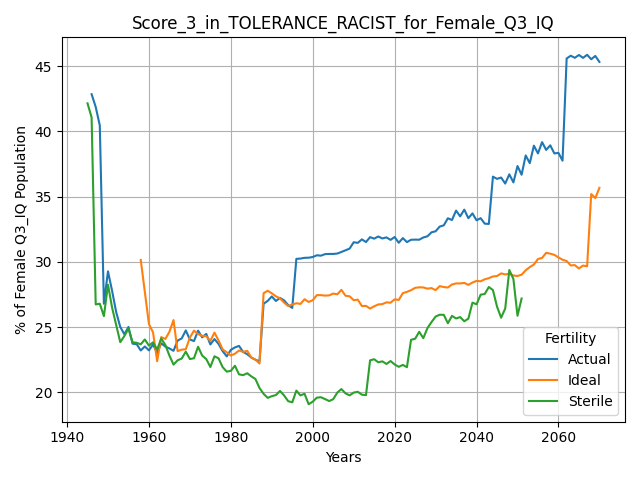 Score_3_in_TOLERANCE_RACIST_for_Female_Q3_IQ
% of Female Q3_IQ Population
45
40
35
30
25
20
1940
1960
1980
2000
2020
2040
2060
Years
Fertility
Actual
Ideal
Sterile